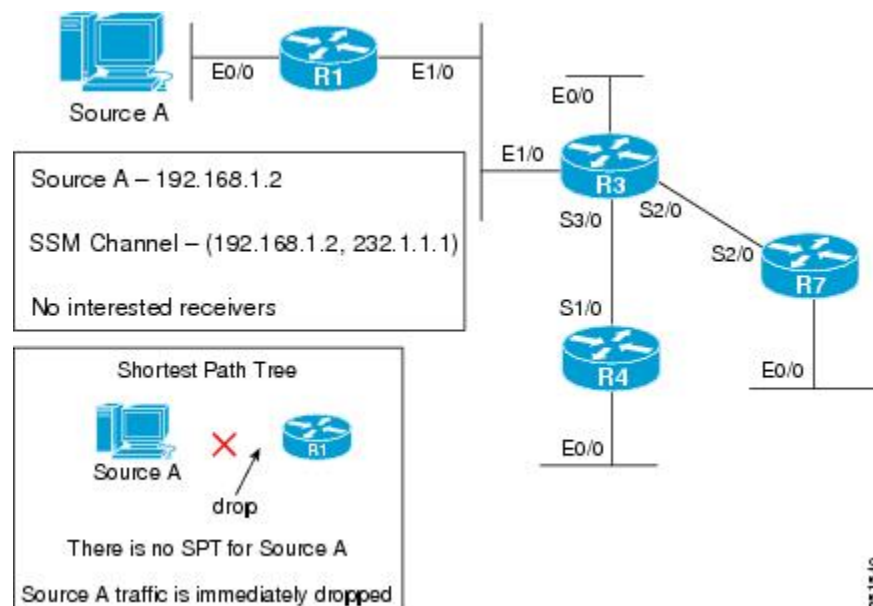 E0/0
R1
E1/0
Source A
E0/0
E1/0
R3
S3/0
S2/0
S2/0
R7
S1/0
R4
E0/0
E0/0
Source A – 192.168.1.2
SSM Channel – (192.168.1.2, 232.1.1.1)
No interested receivers
Shortest Path Tree
R1
Source A
drop
There is no SPT for Source A
Source A traffic is immediately dropped